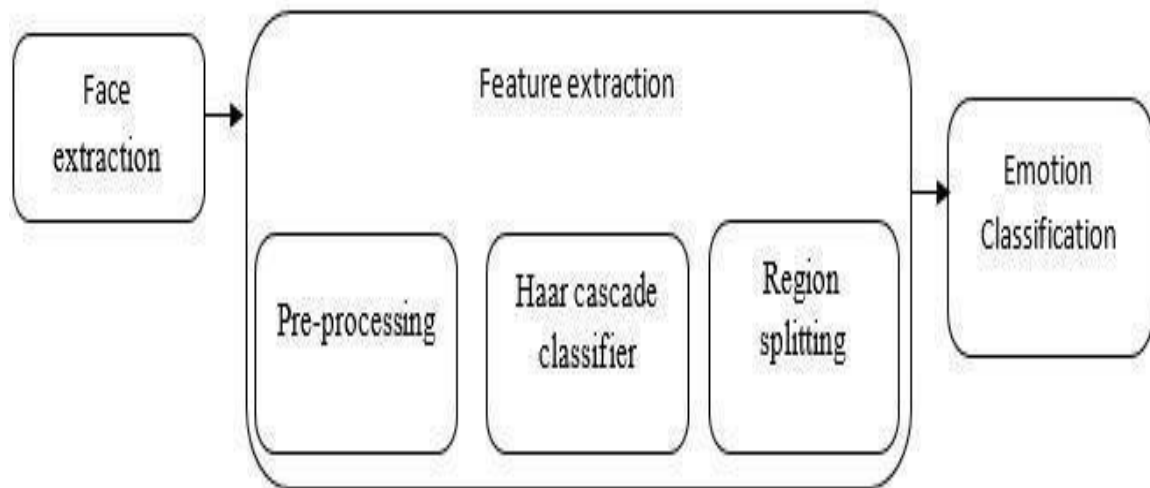 Face
extraction
Feature extraction
Pre-processing
Haar cascade
classifier
Region
splitting
Emotion
Classification